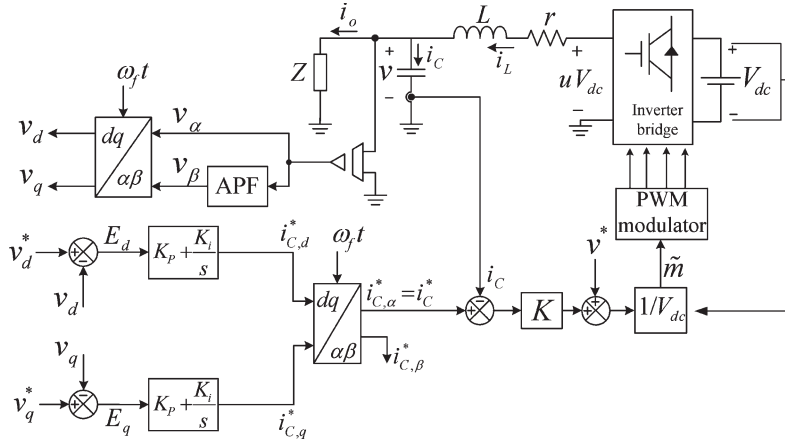 i_o
L
r
Z
+
v
−
i_C
i_L
+
uV_dc
−
Inverter
bridge
+
V_dc
−
ω_f t
v_d
dq
v_α
v_q
αβ
v_β
APF
PWM
modulator
v_d^*
+
−
E_d
K_P + K_i/s
i_{C,d}^*
ω_f t
v_d
i_C
v^*
m̃
dq
i_{C,α}^* = i_C^*
+
−
K
+
+
1/V_dc
v_q
αβ
i_{C,β}^*
v_q^*
+
−
E_q
K_P + K_i/s
i_{C,q}^*